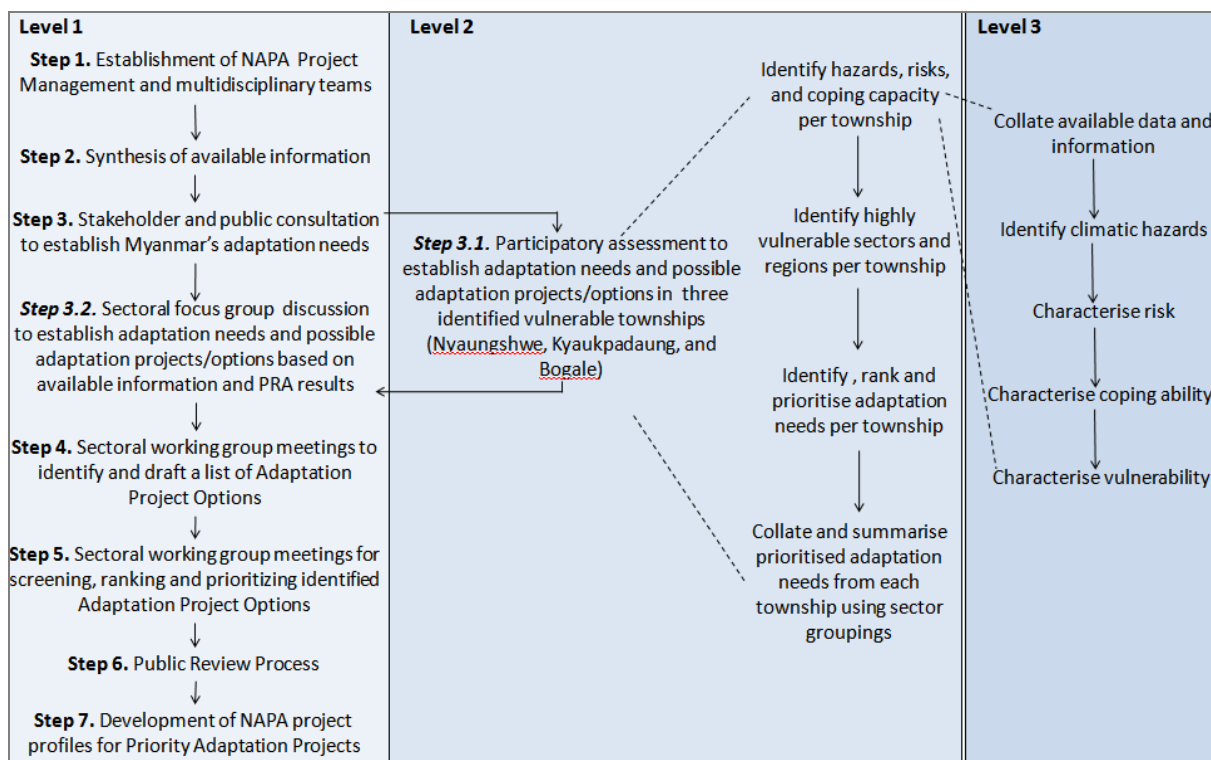 Level 1
Step 1. Establishment of NAPA Project
Management and multidisciplinary teams
Step 2. Synthesis of available information
Step 3. Stakeholder and public consultation
to establish Myanmar's adaptation needs
Step 3.2. Sectoral focus group discussion
to establish adaptation needs and possible
adaptation projects/options based on
available information and PRA results
Step 4. Sectoral working group meetings to
identify and draft a list of Adaptation
Project Options
Step 5. Sectoral working group meetings for
screening, ranking and prioritizing identified
Adaptation Project Options
Step 6. Public Review Process
Step 7. Development of NAPA project
profiles for Priority Adaptation Projects
Level 2
Step 3.1. Participatory assessment to
establish adaptation needs and possible
adaptation projects/options in three
identified vulnerable townships
(Nyaungshwe, Kyaukpadaung, and
Bogale)
Identify hazards, risks,
and coping capacity
per township
Identify highly
vulnerable sectors and
regions per township
Identify , rank and
prioritise adaptation
needs per township
Collate and summarise
prioritised adaptation
needs from each
township using sector
groupings
Level 3
Collate available data and
information
Identify climatic hazards
Characterise risk
Characterise coping ability
Characterise vulnerability